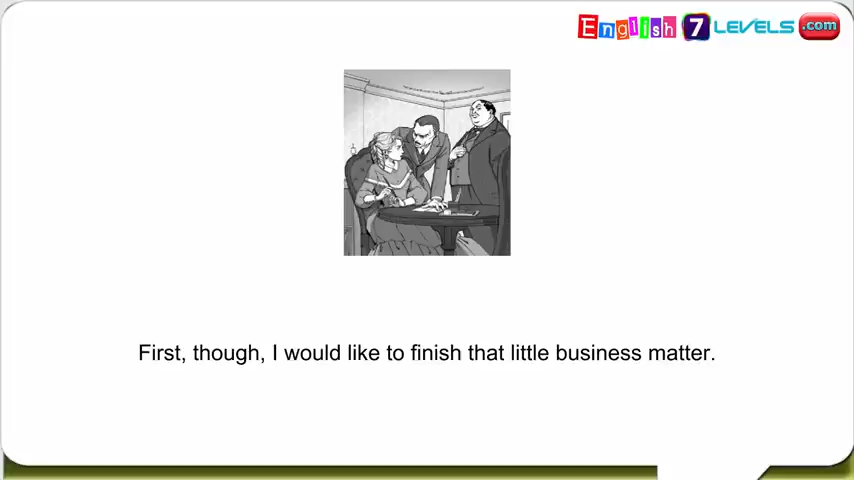 English 7 LEVELS .com
First, though, I would like to finish that little business matter.